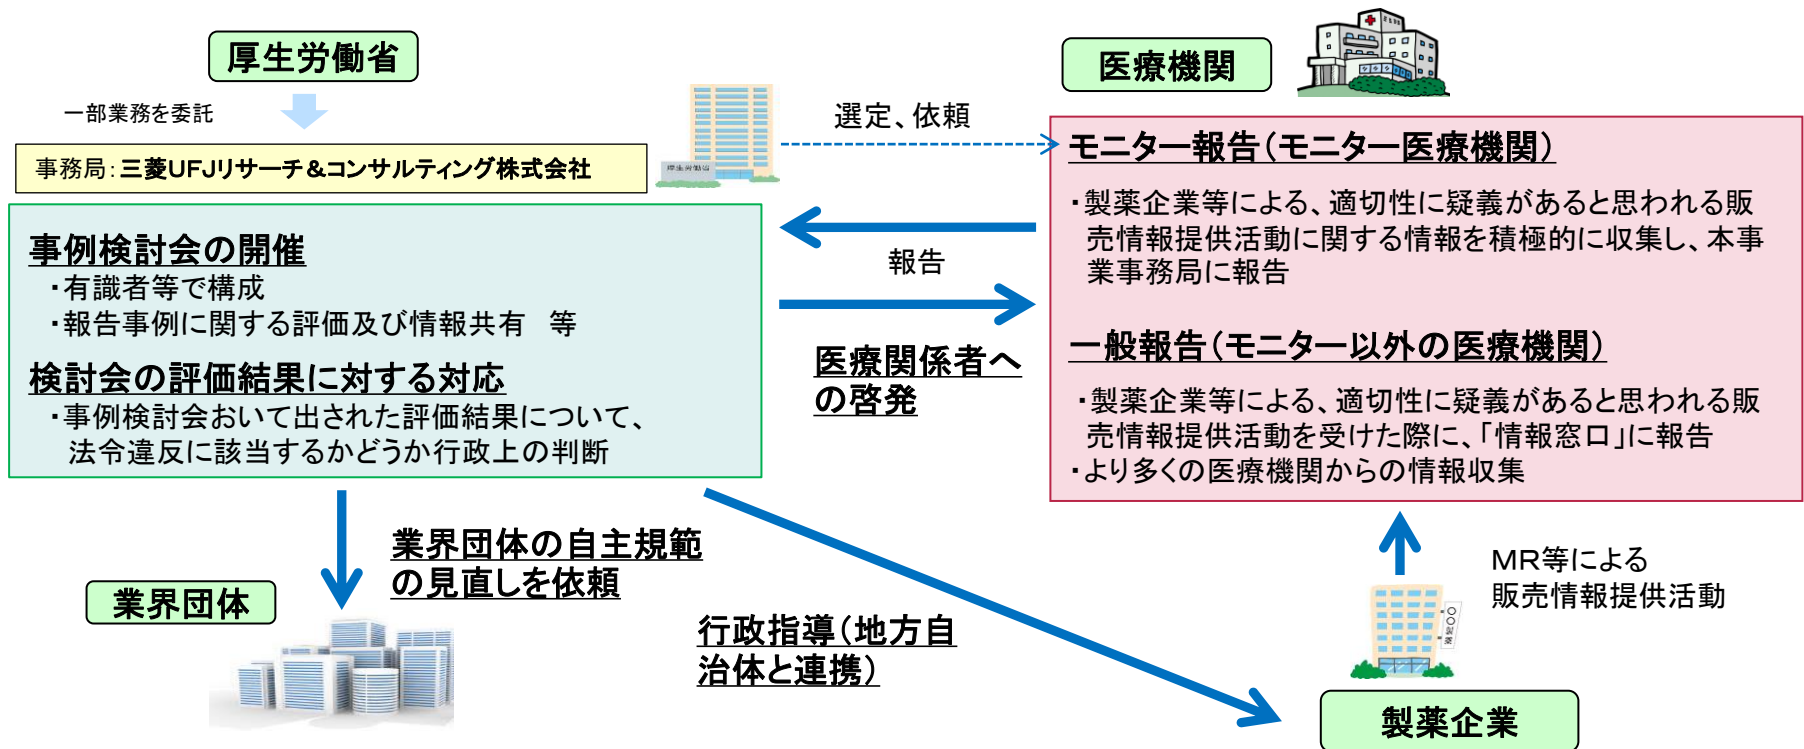 厚生労働省
一部業務を委託
事務局：三菱UFJリサーチ＆コンサルティング株式会社
厚生労働省
事例検討会の開催
・有識者等で構成
・報告事例に関する評価及び情報共有　等
検討会の評価結果に対する対応
・事例検討会おいて出された評価結果について、
法令違反に該当するかどうか行政上の判断
選定、依頼
報告
医療関係者へ
の啓発
医療機関
モニター報告（モニター医療機関）
・製薬企業等による、適切性に疑義があると思われる販
売情報提供活動に関する情報を積極的に収集し、本事
業事務局に報告
一般報告（モニター以外の医療機関）
・製薬企業等による、適切性に疑義があると思われる販
売情報提供活動を受けた際に、「情報窓口」に報告
・より多くの医療機関からの情報収集
業界団体の自主規範
の見直しを依頼
業界団体
行政指導（地方自
治体と連携）
MR等による
販売情報提供活動
〇〇製薬
製薬企業